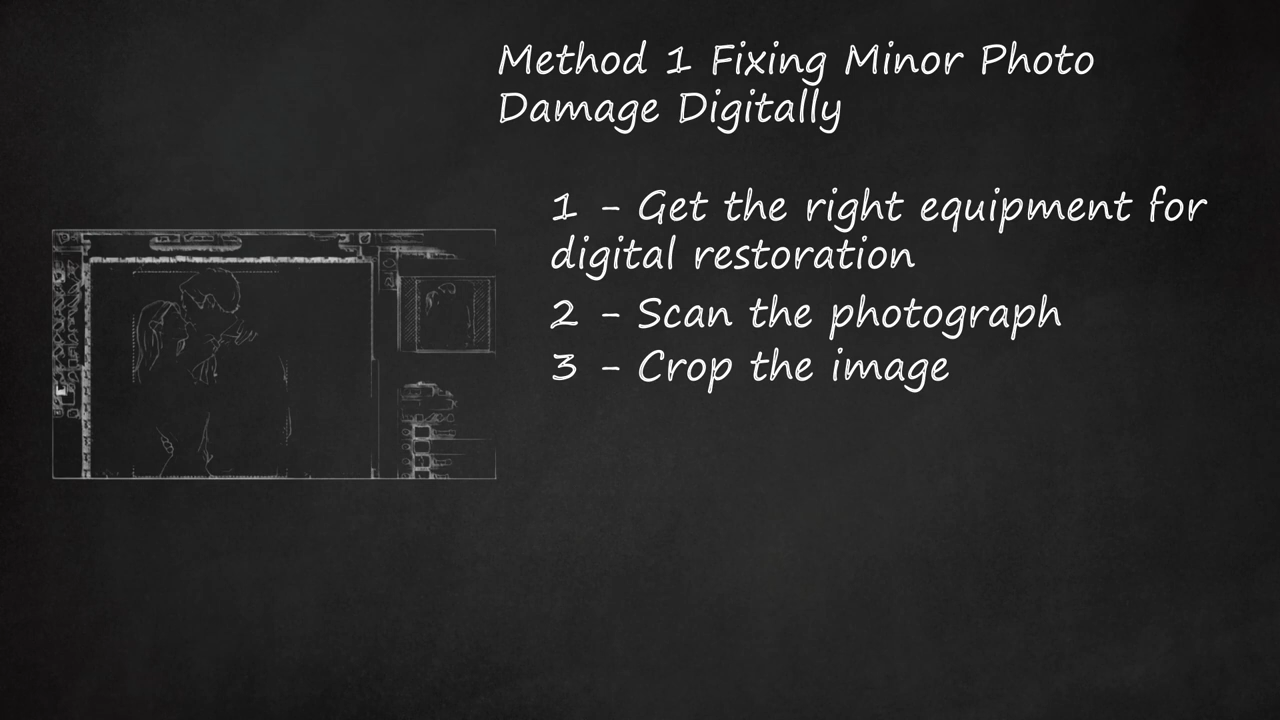 Method 1 Fixing Minor Photo
Damage Digitally
1 - Get the right equipment for
digital restoration
2 - Scan the photograph
3 - Crop the image